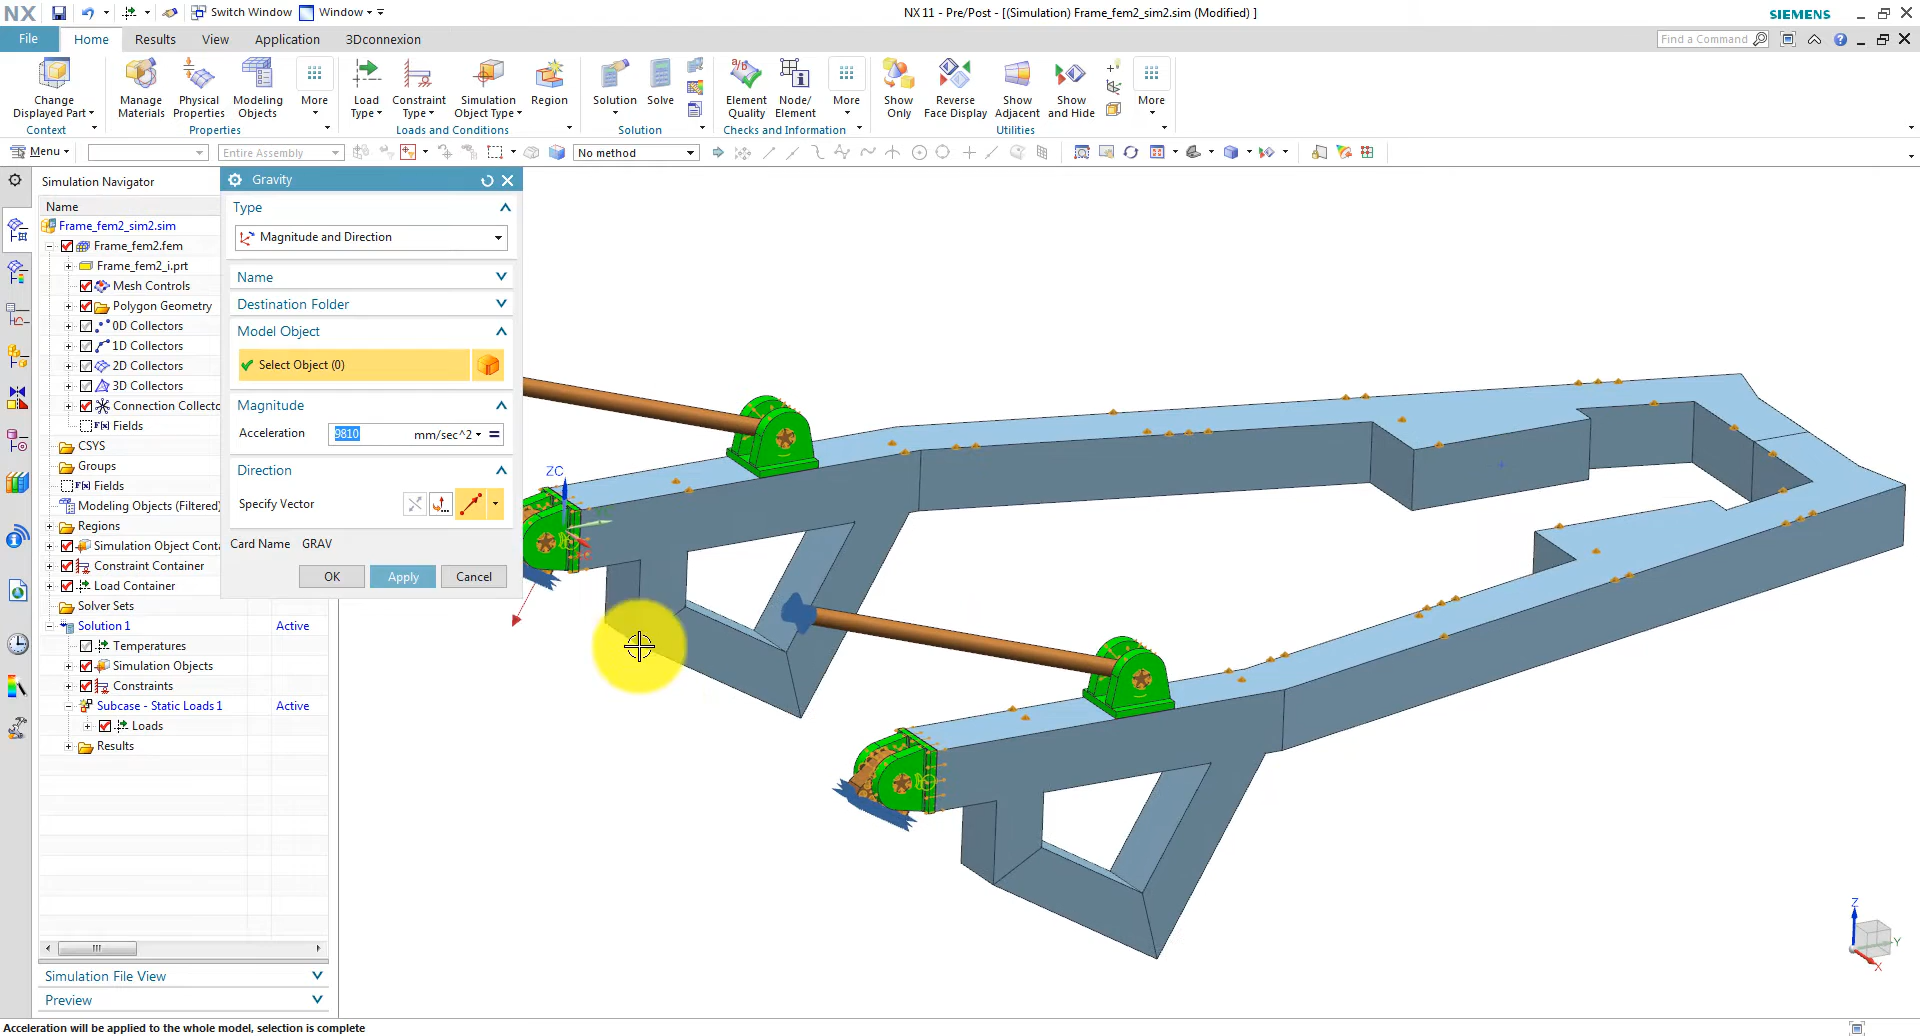 NX Switch Window Window NX 11 - Pre/Post - [(Simulation) Frame_fem2_sim2.sim (Modified) ] SIEMENS
File Home Results View Application 3Dconnexion Find a Command
Change Displayed Part
Manage Materials
Physical Properties
Modeling Objects
More
Load Type
Constraint Type
Simulation Object Type
Region
Solution
Solve
Element Quality
Node/ Element
More
Show Only
Reverse Face Display
Show Adjacent
Show and Hide
More
Context Properties Loads and Conditions Solution Checks and Information Utilities
Menu Entire Assembly No method
Simulation Navigator
Name
Frame_fem2_sim2.sim
Frame_fem2.fem
Frame_fem2_i.prt
Mesh Controls
Polygon Geometry
0D Collectors
1D Collectors
2D Collectors
3D Collectors
Connection Collecto
Fields
CSYS
Groups
Fields
Modeling Objects (Filtered)
Regions
Simulation Object Conta
Constraint Container
Load Container
Solver Sets
Solution 1 Active
Temperatures
Simulation Objects
Constraints
Subcase - Static Loads 1 Active
Loads
Results
Simulation File View
Preview
Gravity
Type
Magnitude and Direction
Name
Destination Folder
Model Object
Select Object (0)
Magnitude
Acceleration 9810 mm/sec^2
Direction
Specify Vector
Card Name GRAV
OK Apply Cancel
ZC
Z
Y
X
Acceleration will be applied to the whole model, selection is complete